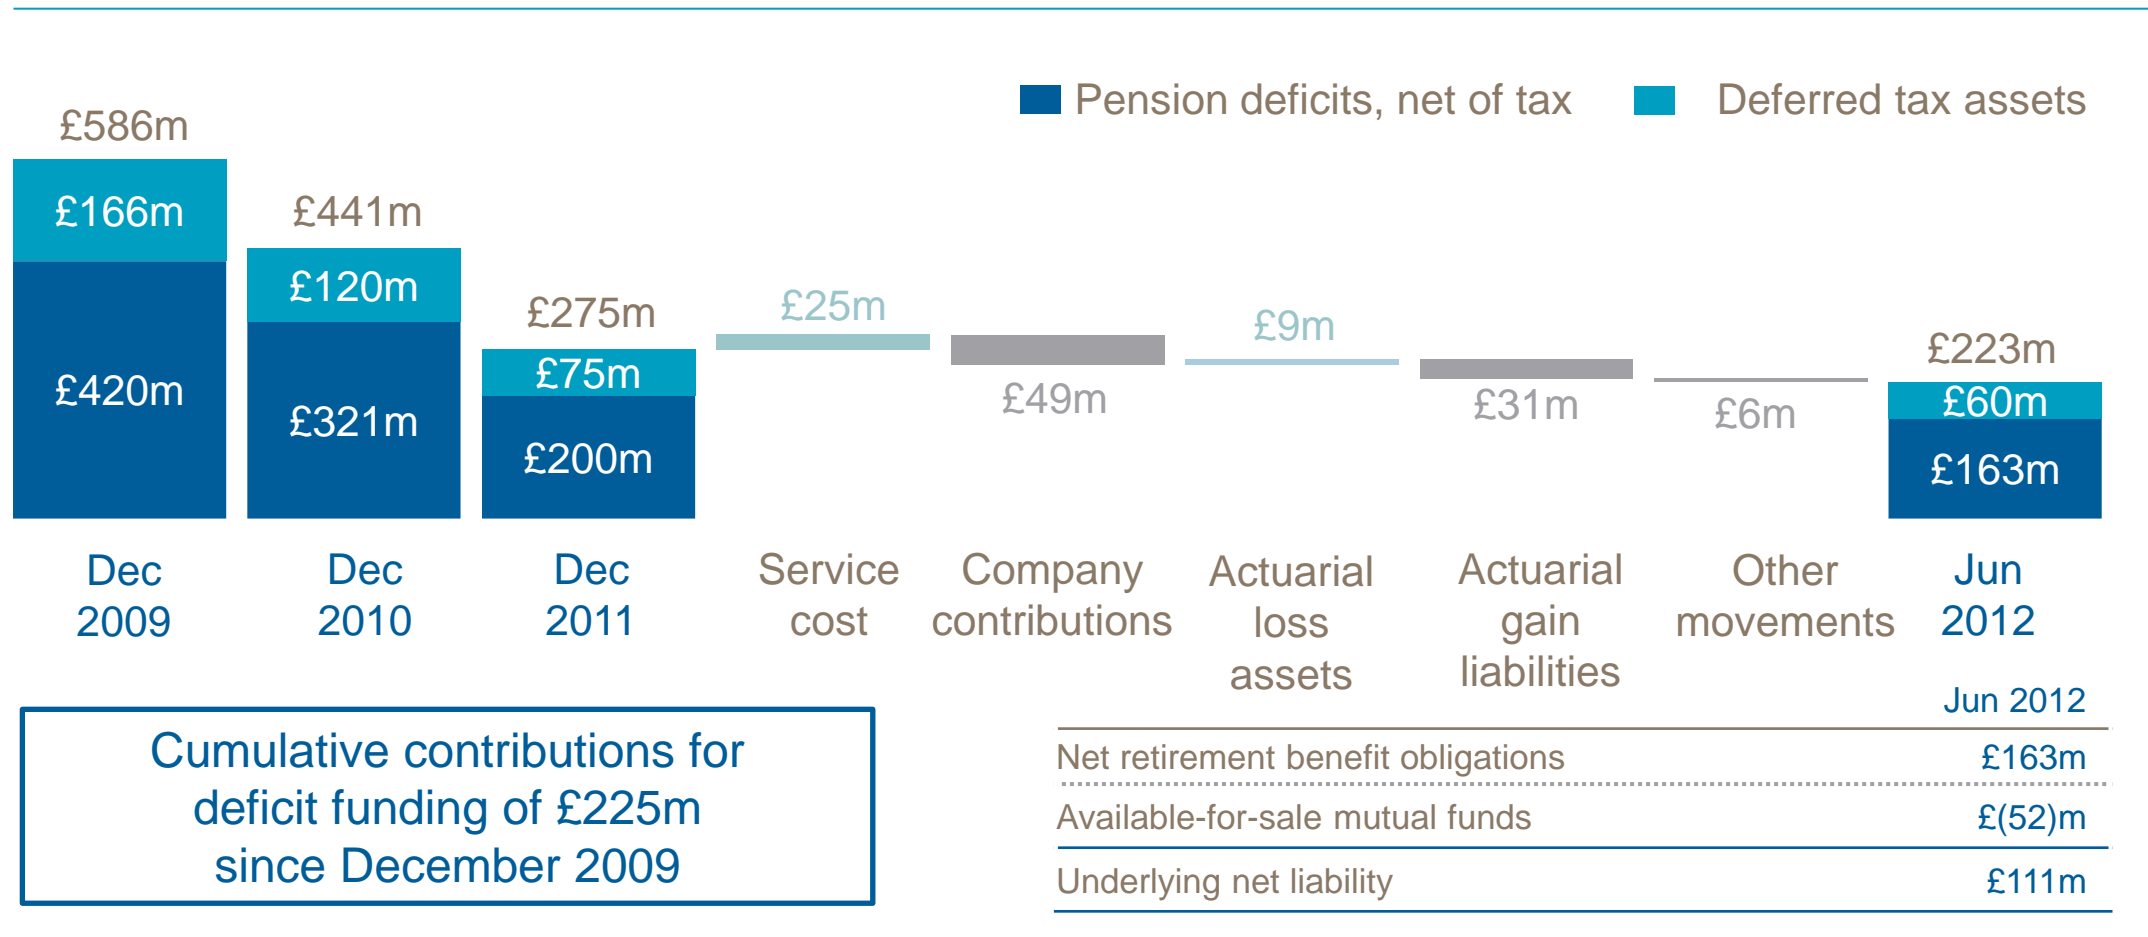 Pension deficits, net of tax
Deferred tax assets
£586m
£166m
£420m
£441m
£120m
£321m
£275m
£75m
£200m
£25m
£49m
£9m
£31m
£6m
£223m
£60m
£163m
Dec
2009
Dec
2010
Dec
2011
Service
cost
Company
contributions
Actuarial
loss
assets
Actuarial
gain
liabilities
Other
movements
Jun
2012
Cumulative contributions for
deficit funding of £225m
since December 2009
Jun 2012
Net retirement benefit obligations £163m
Available-for-sale mutual funds £(52)m
Underlying net liability £111m